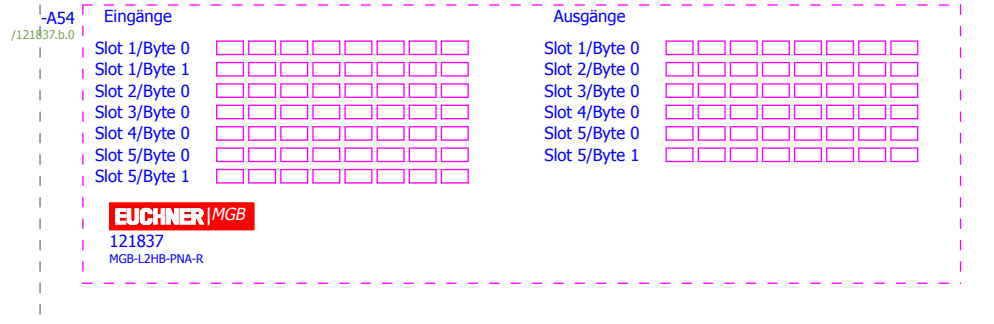 -A54
/121837.b.0
Eingänge
Ausgänge
Slot 1/Byte 0
Slot 1/Byte 1
Slot 2/Byte 0
Slot 3/Byte 0
Slot 4/Byte 0
Slot 5/Byte 0
Slot 5/Byte 1
Slot 1/Byte 0
Slot 2/Byte 0
Slot 3/Byte 0
Slot 4/Byte 0
Slot 5/Byte 0
Slot 5/Byte 1
EUCHNER|MGB
121837
MGB-L2HB-PNA-R